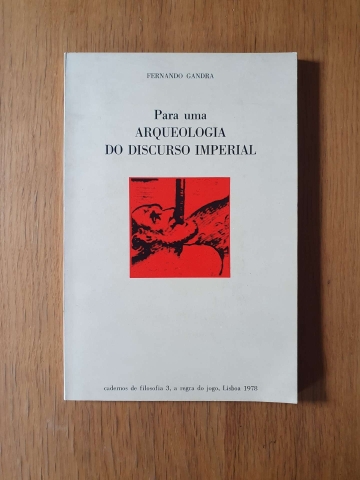 FERNANDO GANDRA
Para uma
ARQUEOLOGIA
DO DISCURSO IMPERIAL
cadernos de filosofia 3, a regra do jogo, Lisboa 1978